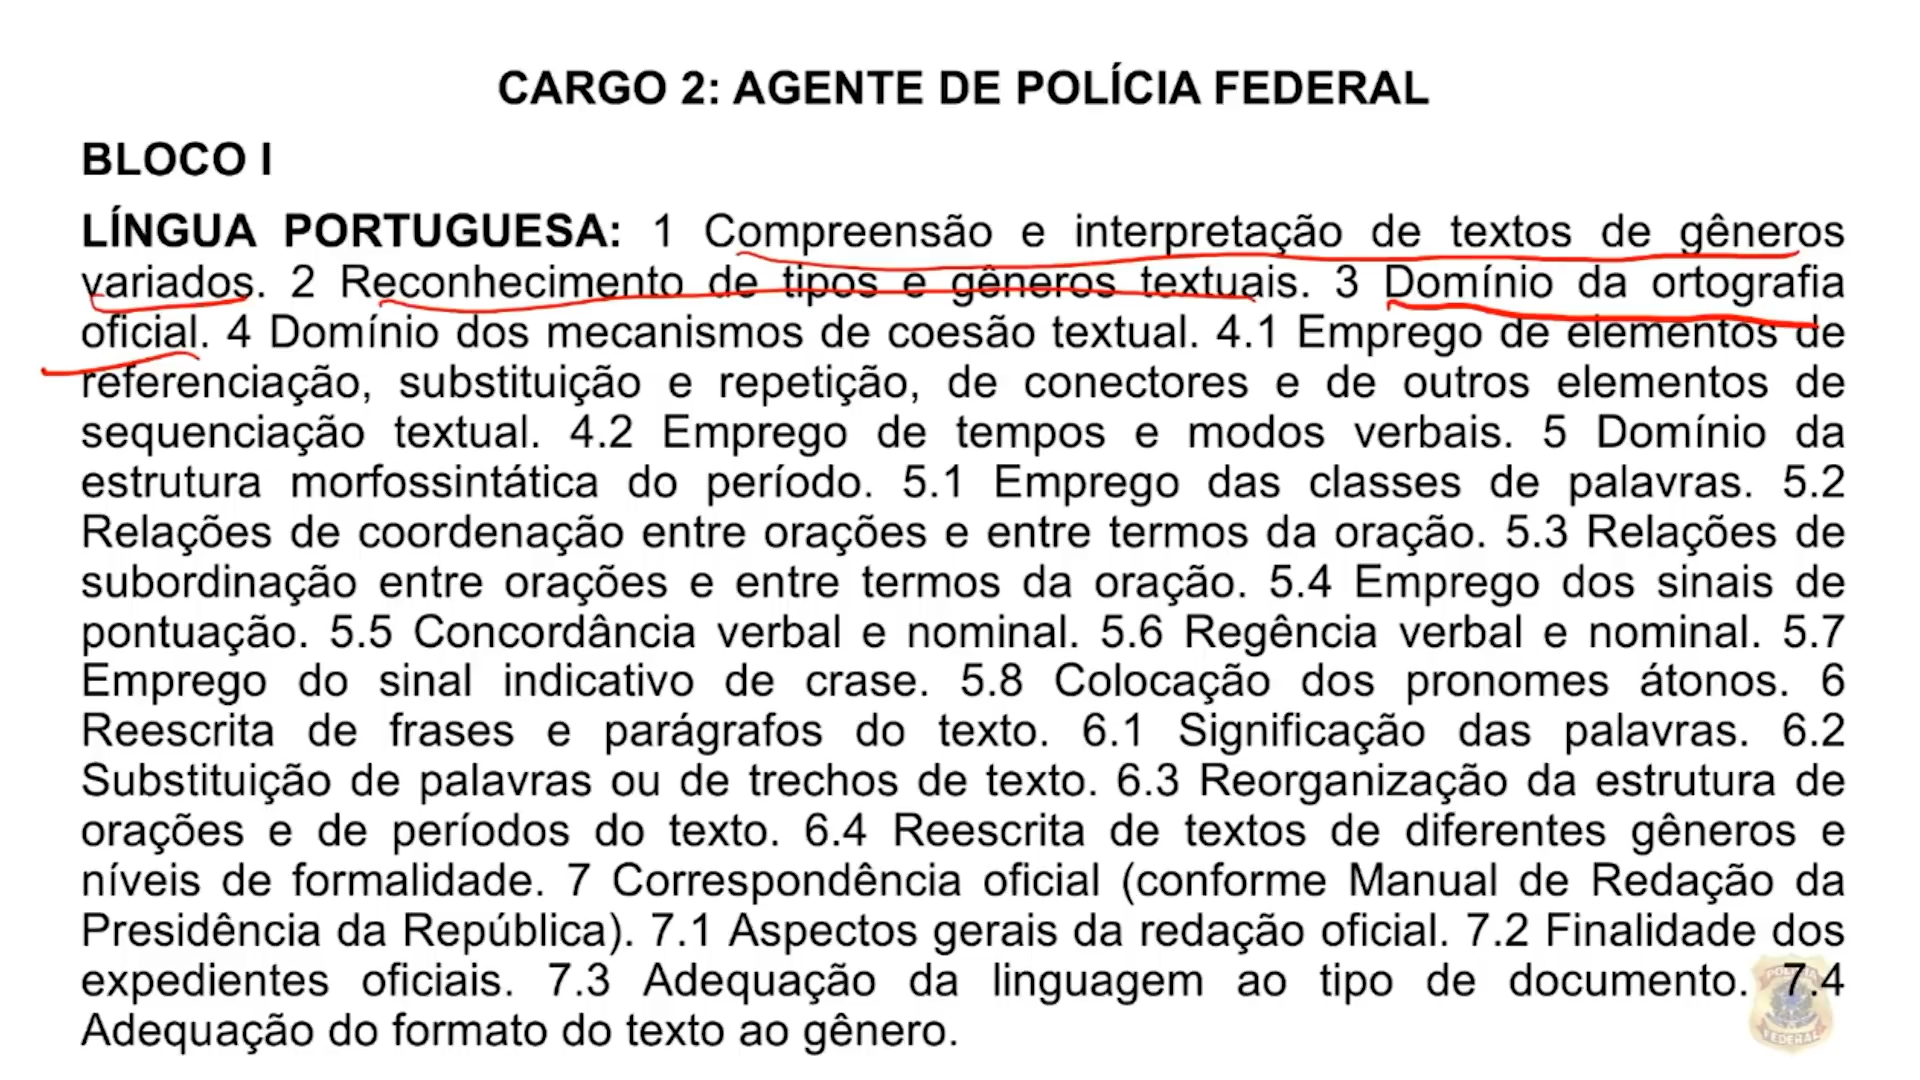 CARGO 2: AGENTE DE POLÍCIA FEDERAL
BLOCO I
LÍNGUA PORTUGUESA: 1 Compreensão e interpretação de textos de gêneros
variados. 2 Reconhecimento de tipos e gêneros textuais. 3 Domínio da ortografia
oficial. 4 Domínio dos mecanismos de coesão textual. 4.1 Emprego de elementos de
referenciação, substituição e repetição, de conectores e de outros elementos de
sequenciação textual. 4.2 Emprego de tempos e modos verbais. 5 Domínio da
estrutura morfossintática do período. 5.1 Emprego das classes de palavras. 5.2
Relações de coordenação entre orações e entre termos da oração. 5.3 Relações de
subordinação entre orações e entre termos da oração. 5.4 Emprego dos sinais de
pontuação. 5.5 Concordância verbal e nominal. 5.6 Regência verbal e nominal. 5.7
Emprego do sinal indicativo de crase. 5.8 Colocação dos pronomes átonos. 6
Reescrita de frases e parágrafos do texto. 6.1 Significação das palavras. 6.2
Substituição de palavras ou de trechos de texto. 6.3 Reorganização da estrutura de
orações e de períodos do texto. 6.4 Reescrita de textos de diferentes gêneros e
níveis de formalidade. 7 Correspondência oficial (conforme Manual de Redação da
Presidência da República). 7.1 Aspectos gerais da redação oficial. 7.2 Finalidade dos
expedientes oficiais. 7.3 Adequação da linguagem ao tipo de documento. 7.4
Adequação do formato do texto ao gênero.
POLÍCIA
FEDERAL